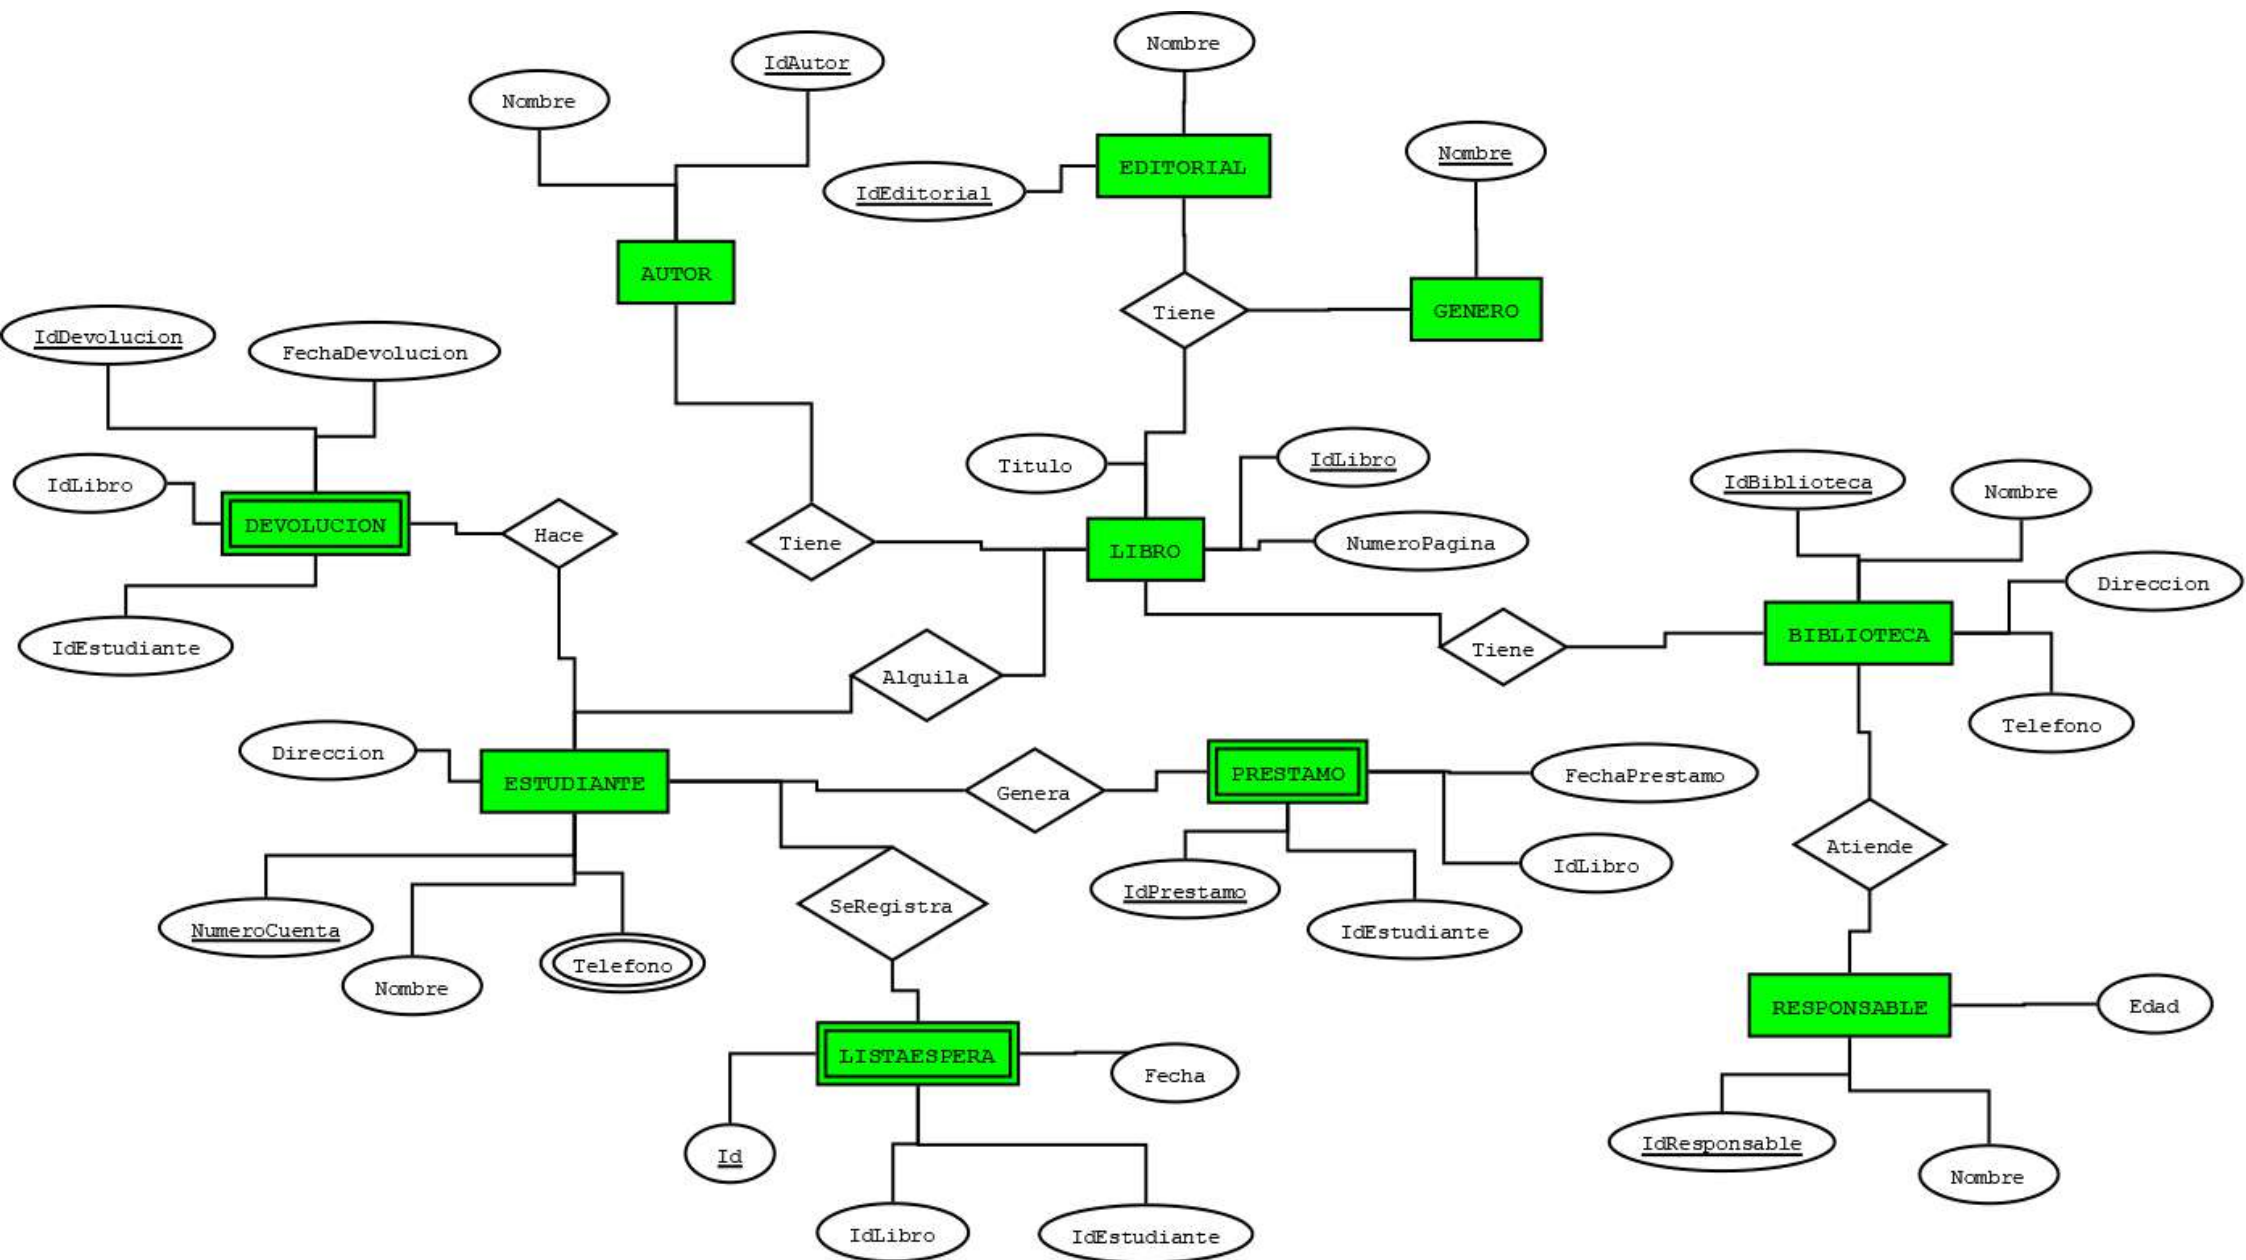 Nombre
IdAutor
Nombre
EDITORIAL
Nombre
IdEditorial
AUTOR
Tiene
GENERO
IdDevolucion
FechaDevolucion
Titulo
IdLibro
IdLibro
IdBiblioteca
Nombre
DEVOLUCION
Hace
Tiene
LIBRO
NumeroPagina
Direccion
IdEstudiante
Alquila
Tiene
BIBLIOTECA
Telefono
Direccion
ESTUDIANTE
Genera
PRESTAMO
FechaPrestamo
Atiende
IdLibro
IdPrestamo
SeRegistra
IdEstudiante
NumeroCuenta
Nombre
Telefono
RESPONSABLE
Edad
LISTAESPERA
Fecha
Id
IdResponsable
Nombre
IdLibro
IdEstudiante